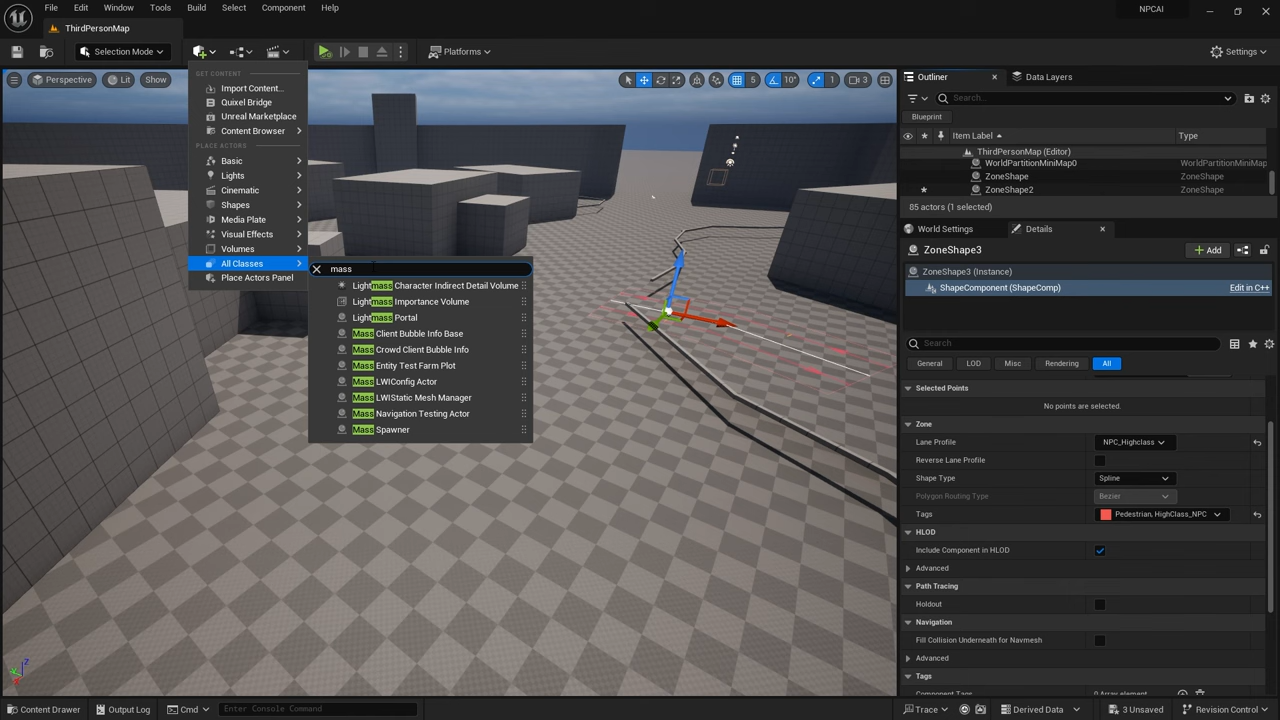 File Edit Window Tools Build Select Actor Component Help
NPCAI
ThirdPersonMap
Selection Mode
Platforms
Settings
Perspective
Lit
Show
5
10°
1
3
GET CONTENT
Import Content...
Quixel Bridge
Unreal Marketplace
Content Browser
PLACE ACTORS
Basic
Lights
Cinematic
Shapes
Media Plate
Visual Effects
Volumes
All Classes
Place Actors Panel
mass
Lightmass Character Indirect Detail Volume
Lightmass Importance Volume
Lightmass Portal
Mass Client Bubble Info Base
Mass Crowd Client Bubble Info
Mass Entity Test Farm Plot
Mass LWIConfig Actor
Mass LWIStatic Mesh Manager
Mass Navigation Testing Actor
Mass Spawner
Z
Outliner
Data Layers
Search...
Blueprint
Item Label
Type
ThirdPersonMap (Editor)
WorldPartitionMiniMap0 WorldPartitionMiniMap
ZoneShape ZoneShape
ZoneShape2 ZoneShape
85 actors (1 selected)
World Settings
Details
ZoneShape3
Add
ZoneShape3 (Instance)
ShapeComponent (ShapeComp)
Edit in C++
Search
General
LOD
Misc
Rendering
All
Selected Points
No points are selected.
Zone
Lane Profile NPC_Highclass
Reverse Lane Profile
Shape Type Spline
Polygon Routing Type Bezier
Tags Pedestrian, HighClass_NPC
HLOD
Include Component in HLOD
Advanced
Path Tracing
Holdout
Navigation
Fill Collision Underneath for Navmesh
Advanced
Tags
Component Tags 0 Array element
Content Drawer
Output Log
Cmd
Enter Console Command
Trace
Derived Data
3 Unsaved
Revision Control